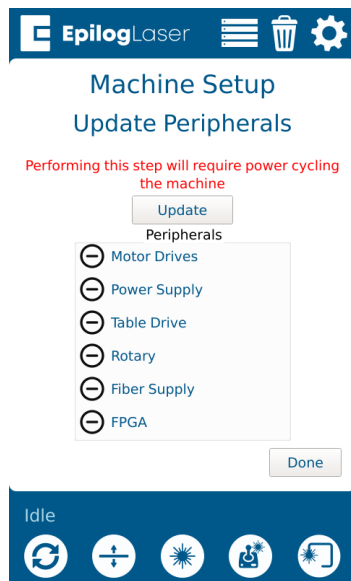 EpilogLaser
Machine Setup
Update Peripherals
Performing this step will require power cycling
the machine
Update
Peripherals
Motor Drives
Power Supply
Table Drive
Rotary
Fiber Supply
FPGA
Done
Idle